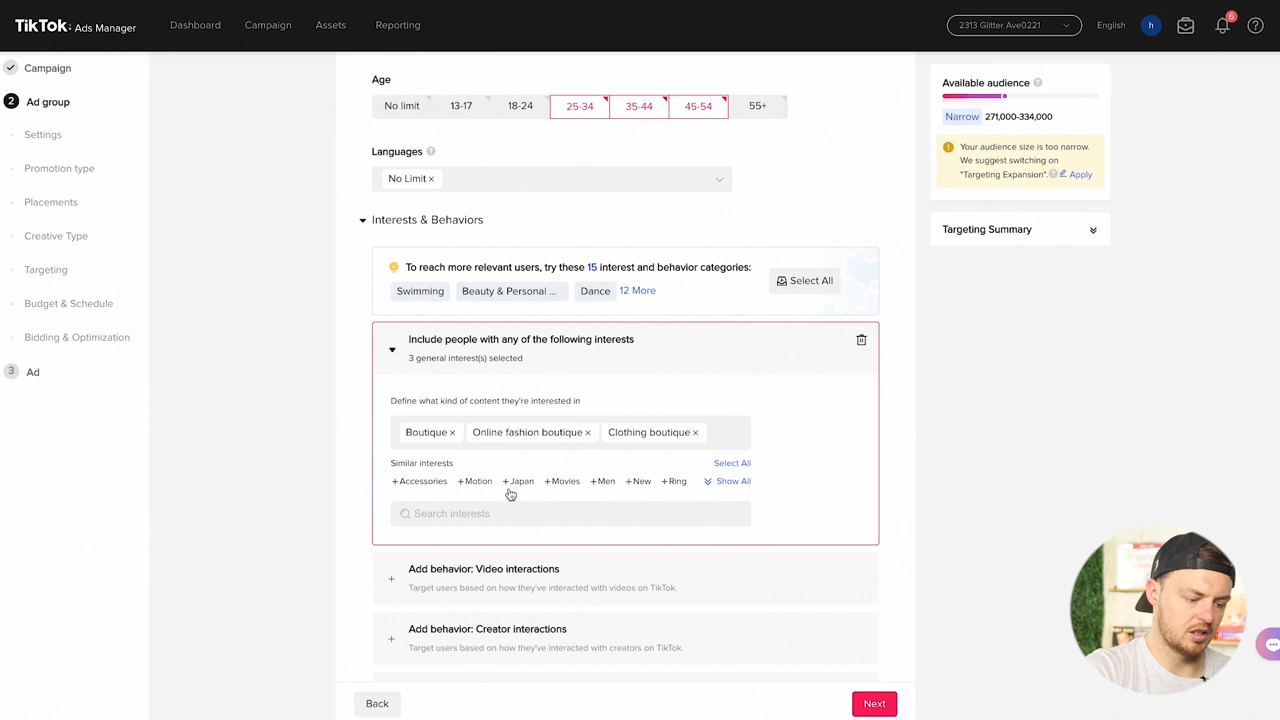 TikTok: Ads Manager
Dashboard
Campaign
Assets
Reporting
2313 Glitter Ave0221
English
h
6
?
Campaign
2 Ad group
Settings
Promotion type
Placements
Creative Type
Targeting
Budget & Schedule
Bidding & Optimization
3 Ad
Age
No limit 13-17 18-24 25-34 35-44 45-54 55+
Languages ?
No Limit ×
Interests & Behaviors
To reach more relevant users, try these 15 interest and behavior categories:
Swimming Beauty & Personal ... Dance 12 More
Select All
Include people with any of the following interests
3 general interest(s) selected
Define what kind of content they're interested in
Boutique × Online fashion boutique × Clothing boutique ×
Similar interests Select All
+Accessories +Motion +Japan +Movies +Men +New +Ring Show All
Search interests
+ Add behavior: Video interactions
Target users based on how they've interacted with videos on TikTok.
+ Add behavior: Creator interactions
Target users based on how they've interacted with creators on TikTok.
Back
Next
Available audience ?
Narrow 271,000-334,000
Your audience size is too narrow.
We suggest switching on
"Targeting Expansion". ? Apply
Targeting Summary